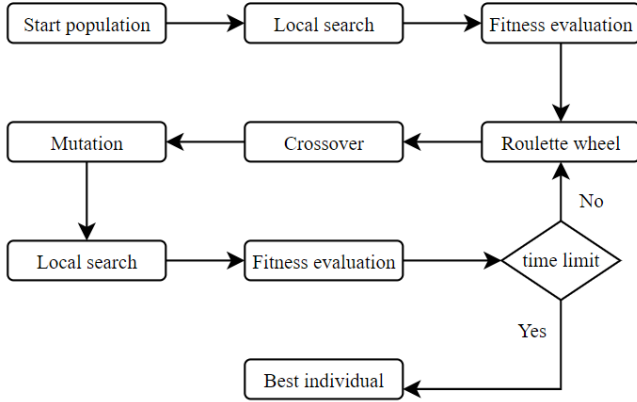 Start population
Local search
Fitness evaluation
Mutation
Crossover
Roulette wheel
No
Local search
Fitness evaluation
time limit
Yes
Best individual